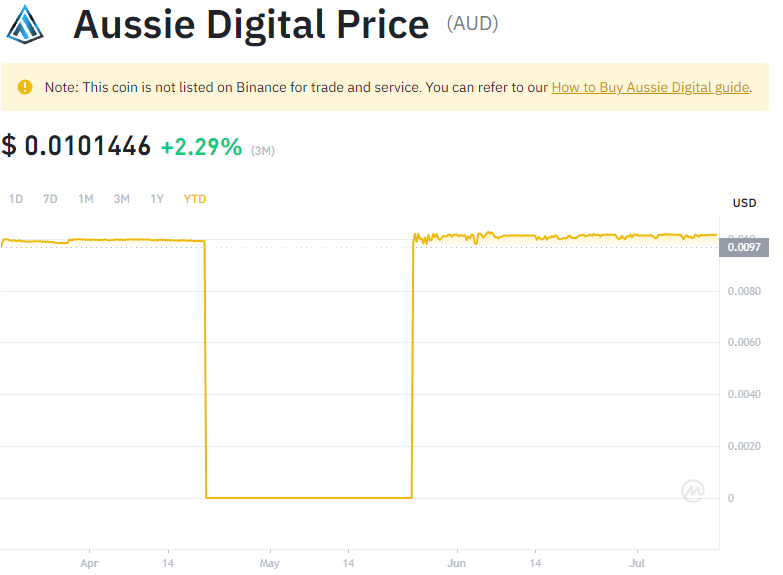 Aussie Digital Price (AUD)
Note: This coin is not listed on Binance for trade and service. You can refer to our How to Buy Aussie Digital guide.
$ 0.0101446 +2.29% (3M)
1D 7D 1M 3M 1Y YTD
USD
0.0097
0.0080
0.0060
0.0040
0.0020
0
Apr 14 May 14 Jun 14 Jul